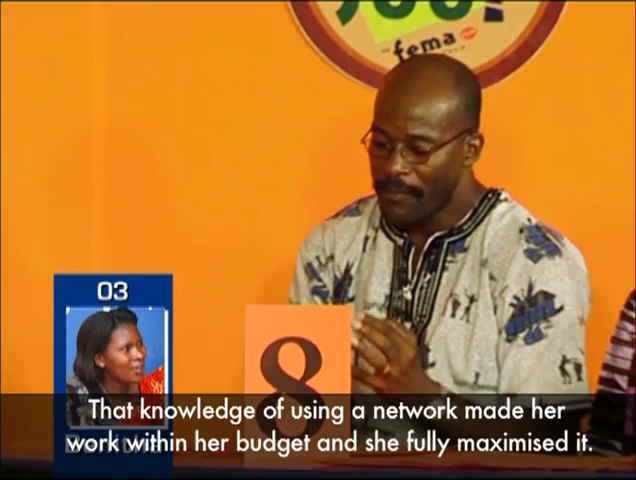 fema
03
8
That knowledge of using a network made her
work within her budget and she fully maximised it.